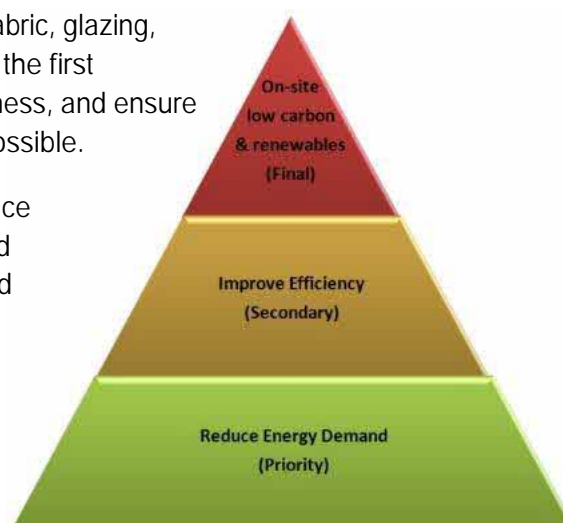 abric, glazing,
the first
ness, and ensure
ossible.
ce
d
d
On-site
low carbon
& renewables
(Final)
Improve Efficiency
(Secondary)
Reduce Energy Demand
(Priority)